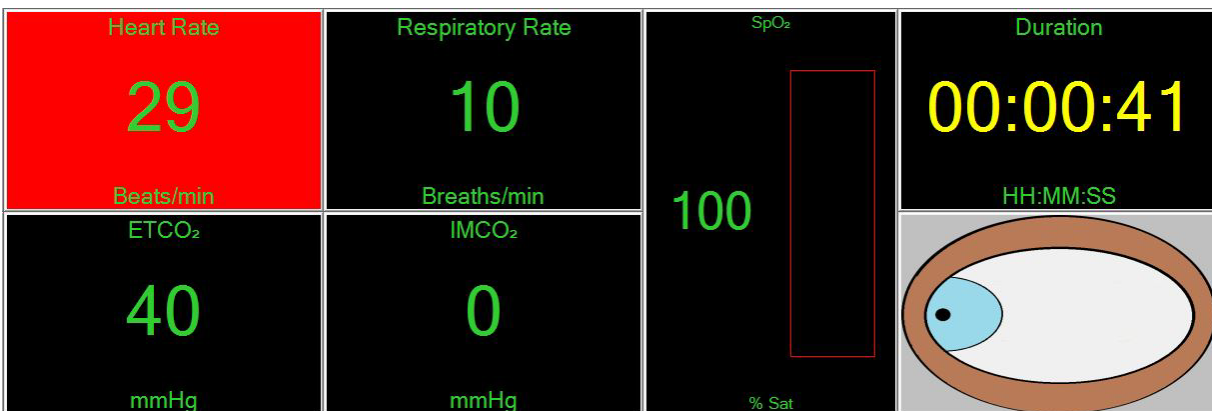 Heart Rate
29
Beats/min
Respiratory Rate
10
Breaths/min
SpO₂
100
% Sat
Duration
00:00:41
HH:MM:SS
ETCO₂
40
mmHg
IMCO₂
0
mmHg